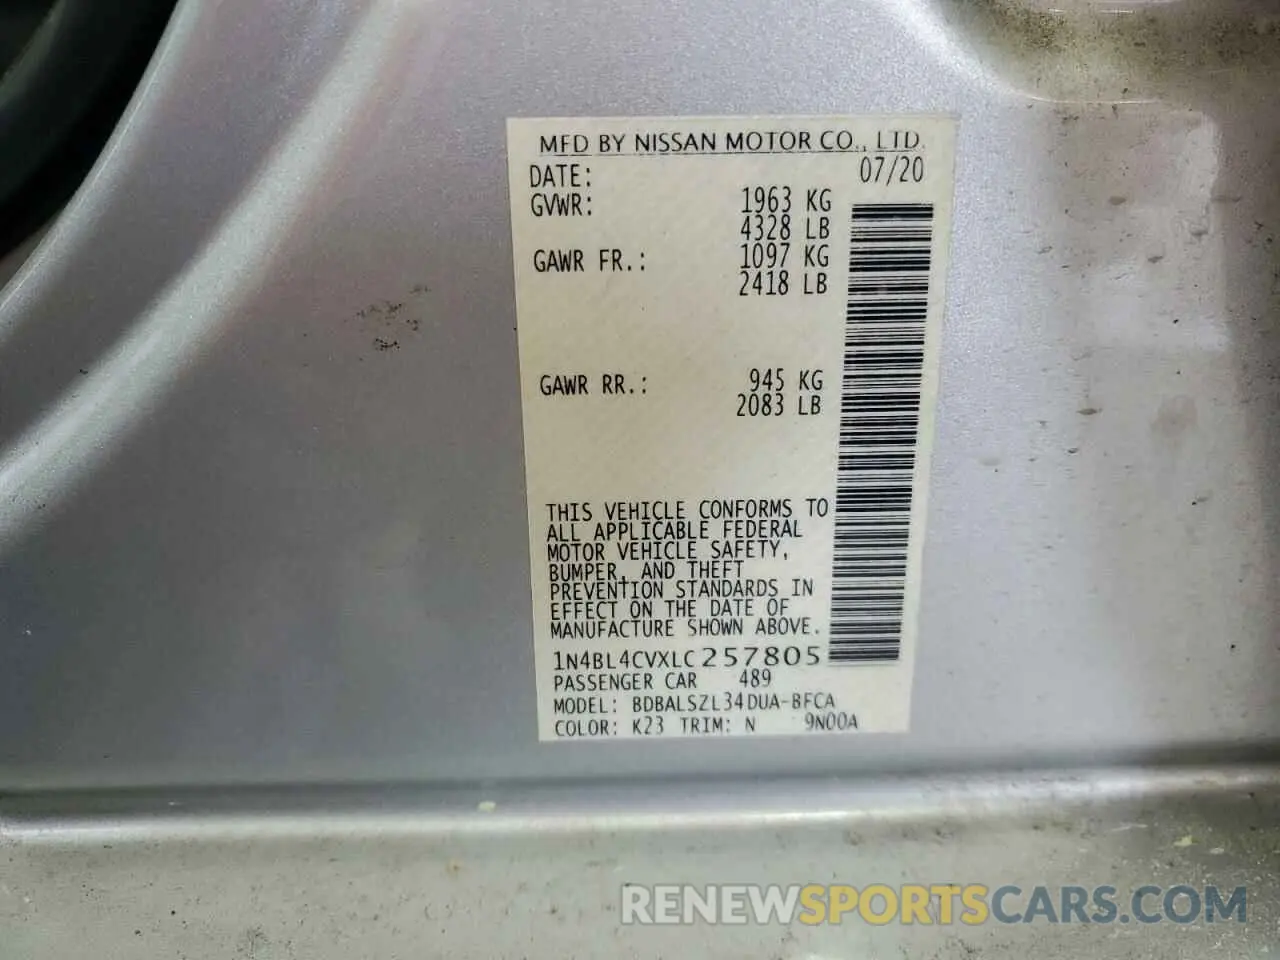 MFD BY NISSAN MOTOR CO., LTD.
DATE: 07/20
GVWR: 1963 KG
4328 LB
GAWR FR.: 1097 KG
2418 LB
GAWR RR.: 945 KG
2083 LB
THIS VEHICLE CONFORMS TO
ALL APPLICABLE FEDERAL
MOTOR VEHICLE SAFETY,
BUMPER, AND THEFT
PREVENTION STANDARDS IN
EFFECT ON THE DATE OF
MANUFACTURE SHOWN ABOVE.
1N4BL4CVXLC257805
PASSENGER CAR 489
MODEL: BDBALSZL34DUA-BFCA
COLOR: K23 TRIM: N 9N00A
RENEWSPORTSCARS.COM